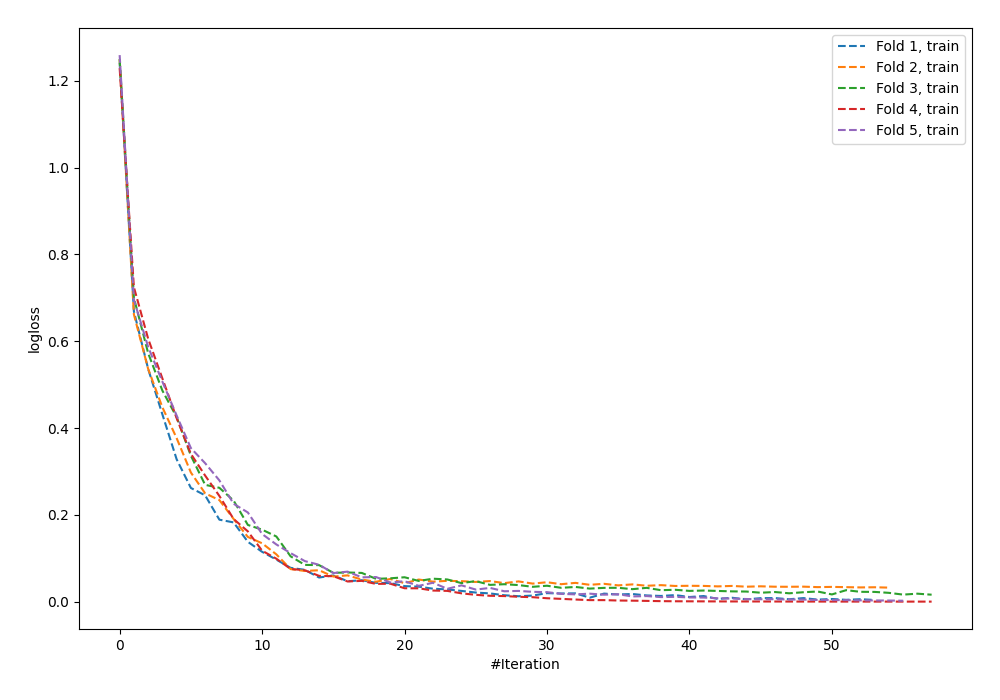 Fold 1, train
Fold 2, train
Fold 3, train
Fold 4, train
Fold 5, train
1.2
1.0
0.8
0.6
0.4
0.2
0.0
logloss
0 10 20 30 40 50
#Iteration